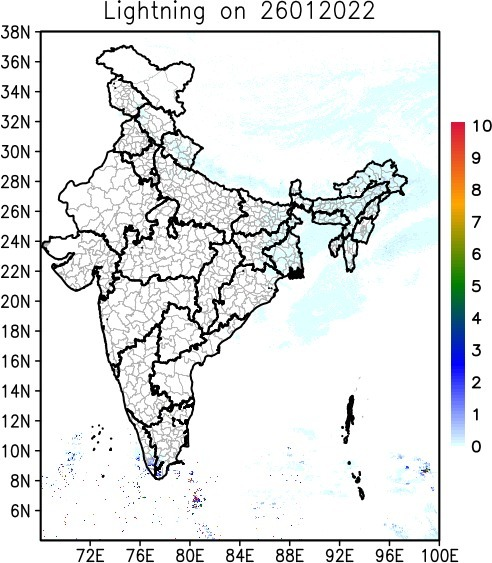 Lightning on 26012022
38N
36N
34N
32N
30N
28N
26N
24N
22N
20N
18N
16N
14N
12N
10N
8N
6N
72E 76E 80E 84E 88E 92E 96E 100E
10
9
8
7
6
5
4
3
2
1
0